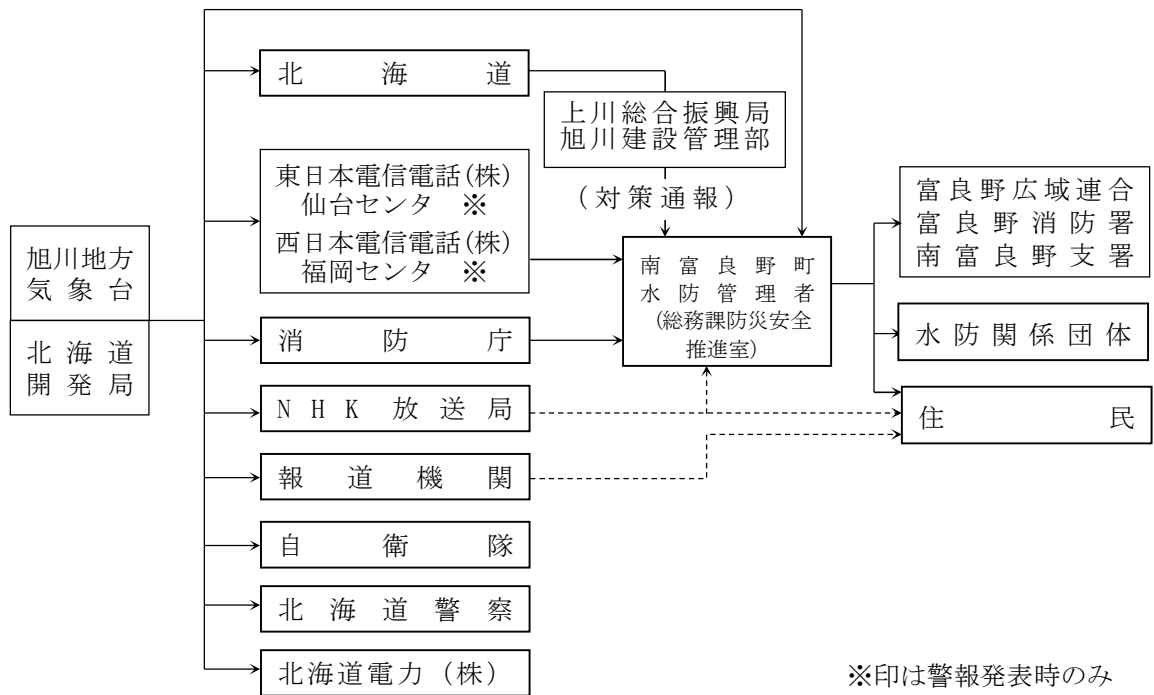 旭川地方
気象台
北海道
開発局
北海道
上川総合振興局
旭川建設管理部
(対策通報)
東日本電信電話(株)
仙台センタ ※
西日本電信電話(株)
福岡センタ ※
消防庁
NHK放送局
報道機関
自衛隊
北海道警察
北海道電力(株)
南富良野町
水防管理者
(総務課防災安全
推進室)
富良野広域連合
富良野消防署
南富良野支署
水防関係団体
住民
※印は警報発表時のみ